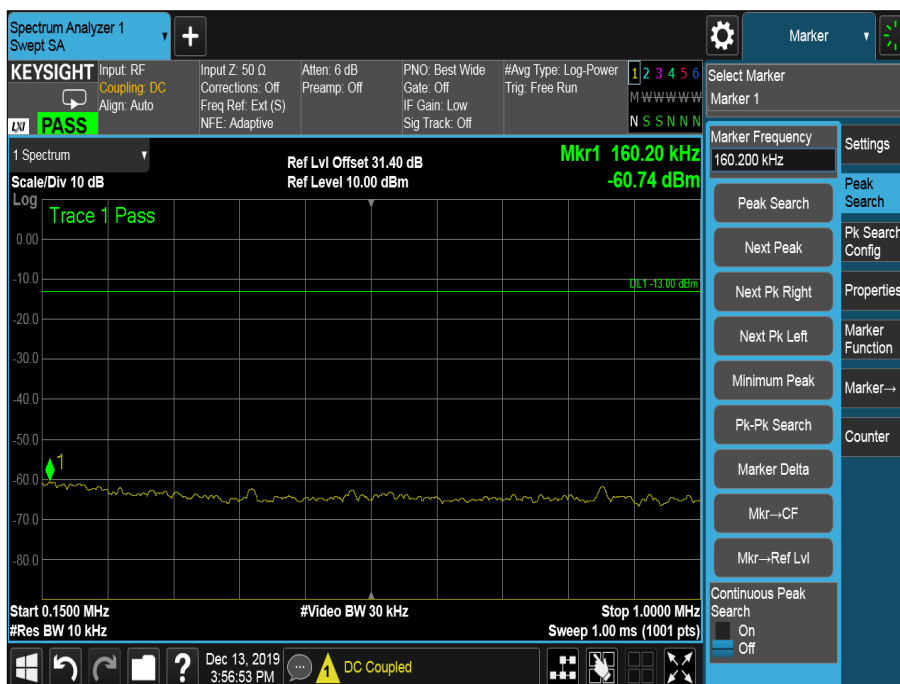 Spectrum Analyzer 1
Swept SA
Marker
KEYSIGHT
LXI PASS
Input: RF
Coupling: DC
Align: Auto
Input Z: 50 Ω
Corrections: Off
Freq Ref: Ext (S)
NFE: Adaptive
Atten: 6 dB
Preamp: Off
PNO: Best Wide
Gate: Off
IF Gain: Low
Sig Track: Off
#Avg Type: Log-Power
Trig: Free Run
1 2 3 4 5 6
M W W W W W
N S S N N N
Select Marker
Marker 1
1 Spectrum
Scale/Div 10 dB
Ref Lvl Offset 31.40 dB
Ref Level 10.00 dBm
Mkr1 160.20 kHz
-60.74 dBm
Log
Trace 1 Pass
0.00
-10.0
DL1 -13.00 dBm
-20.0
-30.0
-40.0
-50.0
1
-60.0
-70.0
-80.0
Start 0.1500 MHz
#Res BW 10 kHz
#Video BW 30 kHz
Stop 1.0000 MHz
Sweep 1.00 ms (1001 pts)
Marker Frequency
160.200 kHz
Peak Search
Next Peak
Next Pk Right
Next Pk Left
Minimum Peak
Pk-Pk Search
Marker Delta
Mkr→CF
Mkr→Ref Lvl
Continuous Peak
Search
On
Off
Settings
Peak
Search
Pk Search
Config
Properties
Marker
Function
Marker→
Counter
?
Dec 13, 2019
3:56:53 PM
1
DC Coupled